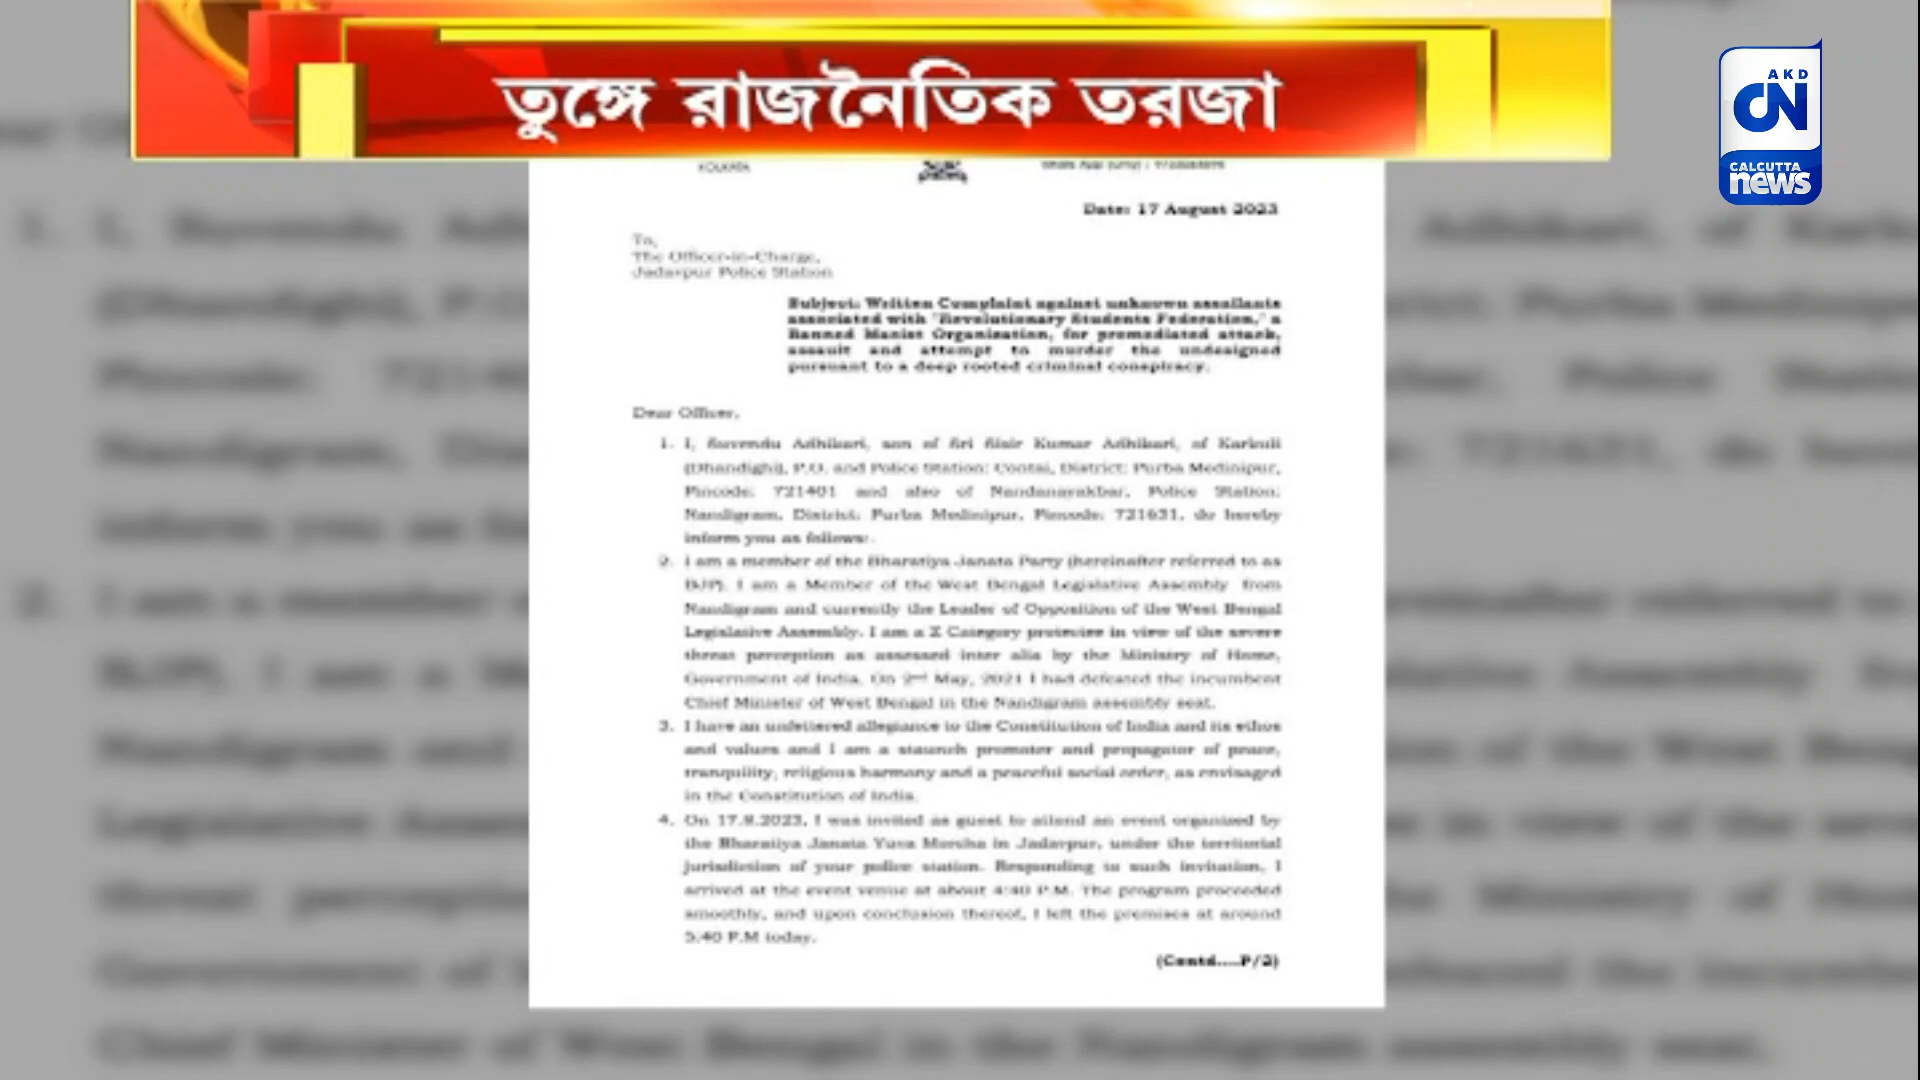 তুঙ্গে রাজনৈতিক তরজা
AKD
CN
CALCUTTA
news
KOLKATA
Date: 17 August 2023
To,
The Officer-in-Charge,
Jadavpur Police Station
Subject: Written Complaint against unknown assailants
associated with "Revolutionary Students Federation," a
Banned Maoist Organization, for premediated attack,
assault and attempt to murder the undesigned
pursuant to a deep rooted criminal conspiracy.
Dear Officer,
1. I, Suvendu Adhikari, son of Sri Sisir Kumar Adhikari, of Karkuli
(Dhandighi), P.O. and Police Station: Contai, District: Purba Medinipur,
Pincode: 721401 and also of Nandanayakbar, Police Station:
Nandigram, District: Purba Medinipur, Pincode: 721631, do hereby
inform you as follows:
2. I am a member of the Bharatiya Janata Party (hereinafter referred to as
BJP). I am a Member of the West Bengal Legislative Assembly from
Nandigram and currently the Leader of Opposition of the West Bengal
Legislative Assembly. I am a Z Category protectee in view of the severe
threat perception as assessed inter alia by the Ministry of Home,
Government of India. On 2nd May, 2021 I had defeated the incumbent
Chief Minister of West Bengal in the Nandigram assembly seat.
3. I have an unfettered allegiance to the Constitution of India and its ethos
and values and I am a staunch promoter and propagator of peace,
tranquility, religious harmony and a peaceful social order, as envisaged
in the Constitution of India.
4. On 17.8.2023, I was invited as guest to attend an event organized by
the Bharatiya Janata Yuva Morcha in Jadavpur, under the territorial
jurisdiction of your police station. Responding to such invitation, I
arrived at the event venue at about 4:40 P.M. The program proceeded
smoothly, and upon conclusion thereof, I left the premises at around
5.40 P.M today.
(Contd....P/2)